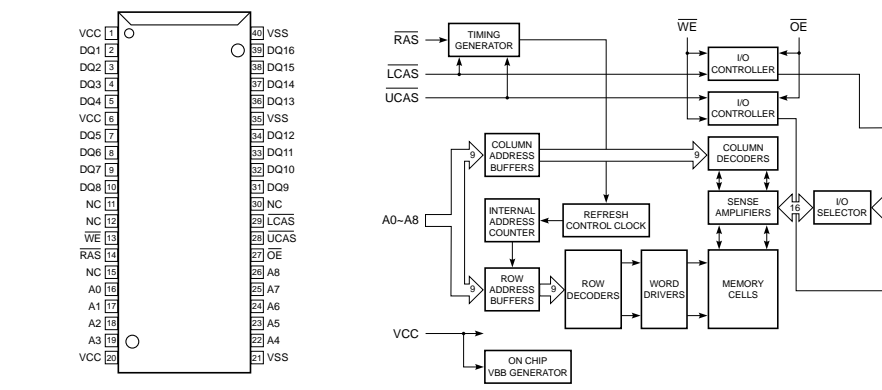 VCC 1
DQ1 2
DQ2 3
DQ3 4
DQ4 5
VCC 6
DQ5 7
DQ6 8
DQ7 9
DQ8 10
NC 11
NC 12
WE 13
RAS 14
NC 15
A0 16
A1 17
A2 18
A3 19
VCC 20
40 VSS
39 DQ16
38 DQ15
37 DQ14
36 DQ13
35 VSS
34 DQ12
33 DQ11
32 DQ10
31 DQ9
30 NC
29 LCAS
28 UCAS
27 OE
26 A8
25 A7
24 A6
23 A5
22 A4
21 VSS
RAS
TIMING
GENERATOR
WE
OE
LCAS
I/O
CONTROLLER
UCAS
I/O
CONTROLLER
9
COLUMN
ADDRESS
BUFFERS
9
COLUMN
DECODERS
A0~A8
INTERNAL
ADDRESS
COUNTER
REFRESH
CONTROL CLOCK
SENSE
AMPLIFIERS
16
I/O
SELECTOR
9
ROW
ADDRESS
BUFFERS
9
ROW
DECODERS
WORD
DRIVERS
MEMORY
CELLS
VCC
ON CHIP
VBB GENERATOR